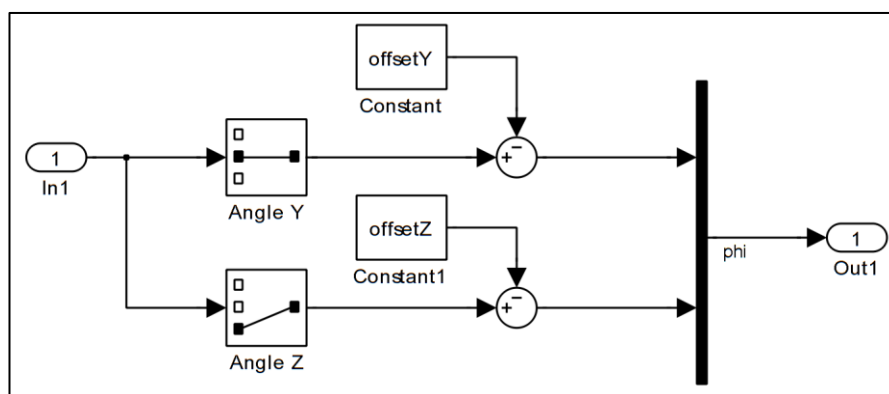 offsetY
Constant
1
In1
Angle Y
+
−
offsetZ
Constant1
Angle Z
+
−
phi
1
Out1